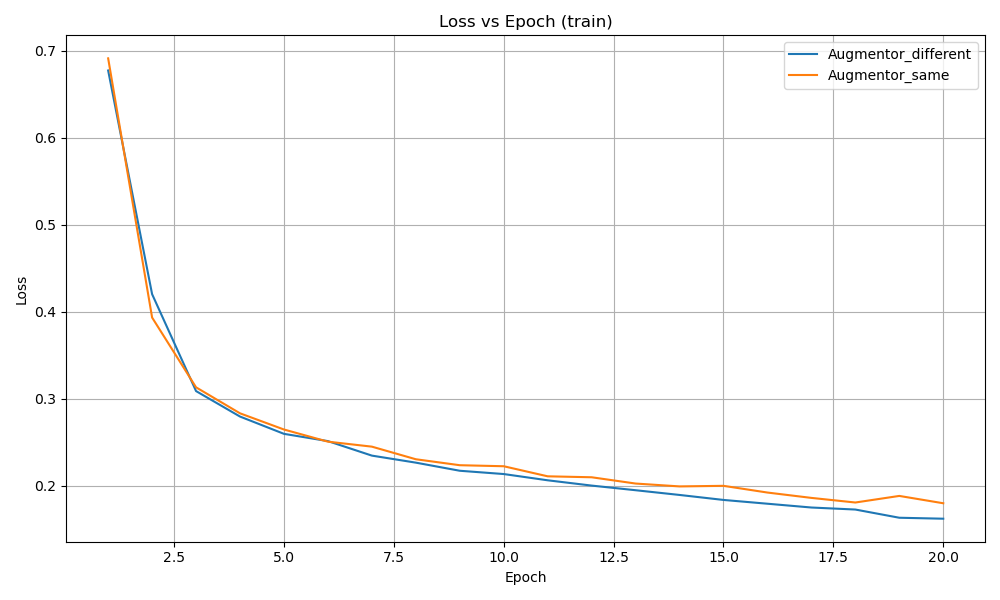 Loss vs Epoch (train)
Augmentor_different
Augmentor_same
Loss
0.7
0.6
0.5
0.4
0.3
0.2
2.5 5.0 7.5 10.0 12.5 15.0 17.5 20.0
Epoch